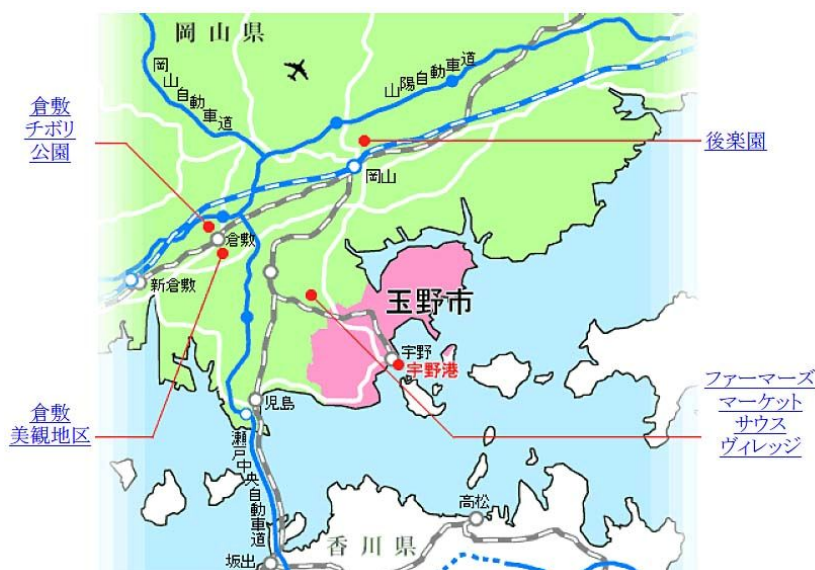 岡山県
岡山自動車道
山陽自動車道
倉敷
チボリ
公園
後楽園
岡山
倉敷
新倉敷
玉野市
宇野
宇野港
ファーマーズ
マーケット
サウス
ヴィレッジ
児島
倉敷
美観地区
瀬戸中央自動車道
高松
香川県
坂出